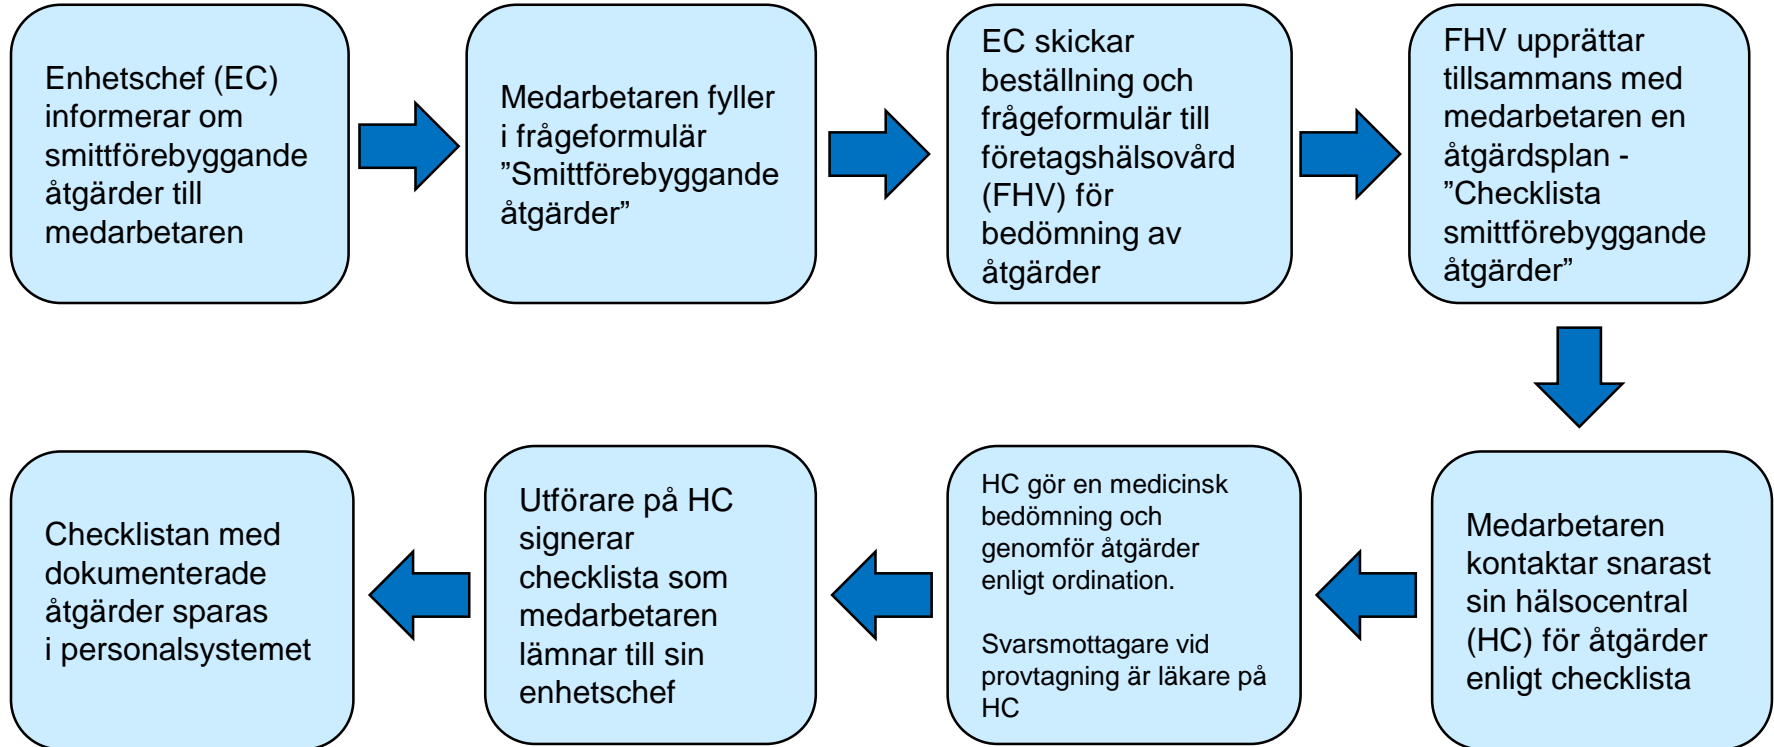 Enhetschef (EC)
informerar om
smittförebyggande
åtgärder till
medarbetaren
Medarbetaren fyller
i frågeformulär
”Smittförebyggande
åtgärder”
EC skickar
beställning och
frågeformulär till
företagshälsovård
(FHV) för
bedömning av
åtgärder
FHV upprättar
tillsammans med
medarbetaren en
åtgärdsplan -
”Checklista
smittförebyggande
åtgärder”
Medarbetaren
kontaktar snarast
sin hälsocentral
(HC) för åtgärder
enligt checklista
HC gör en medicinsk
bedömning och
genomför åtgärder
enligt ordination.
Svarsmottagare vid
provtagning är läkare på
HC
Utförare på HC
signerar
checklista som
medarbetaren
lämnar till sin
enhetschef
Checklistan med
dokumenterade
åtgärder sparas
i personalsystemet